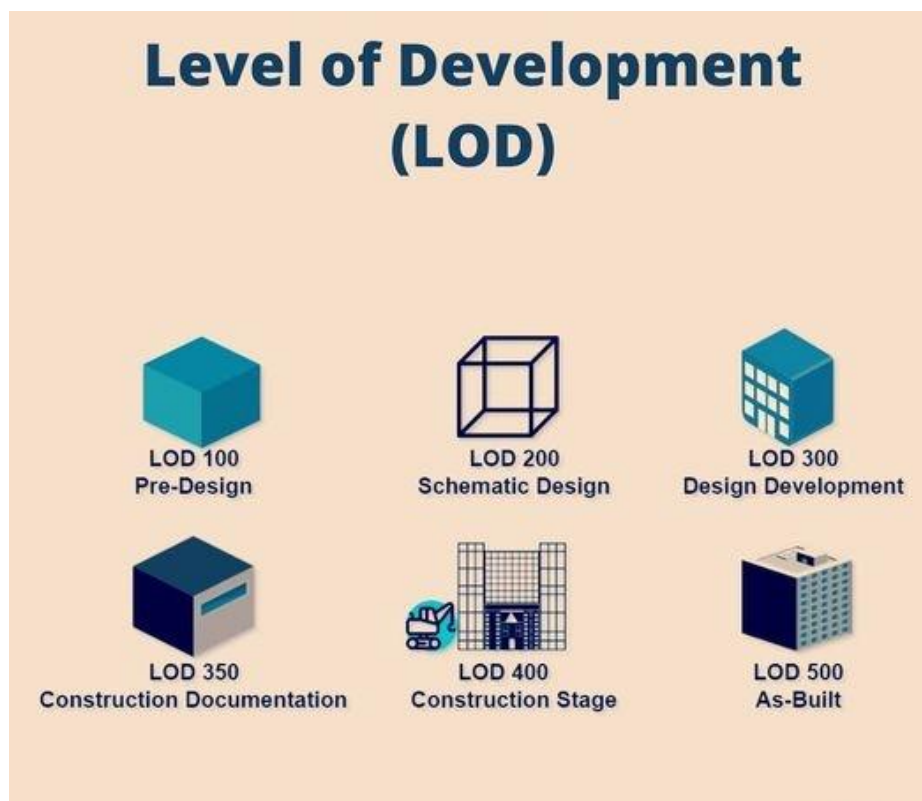 Level of Development
(LOD)
LOD 100
Pre-Design
LOD 200
Schematic Design
LOD 300
Design Development
LOD 350
Construction Documentation
LOD 400
Construction Stage
LOD 500
As-Built